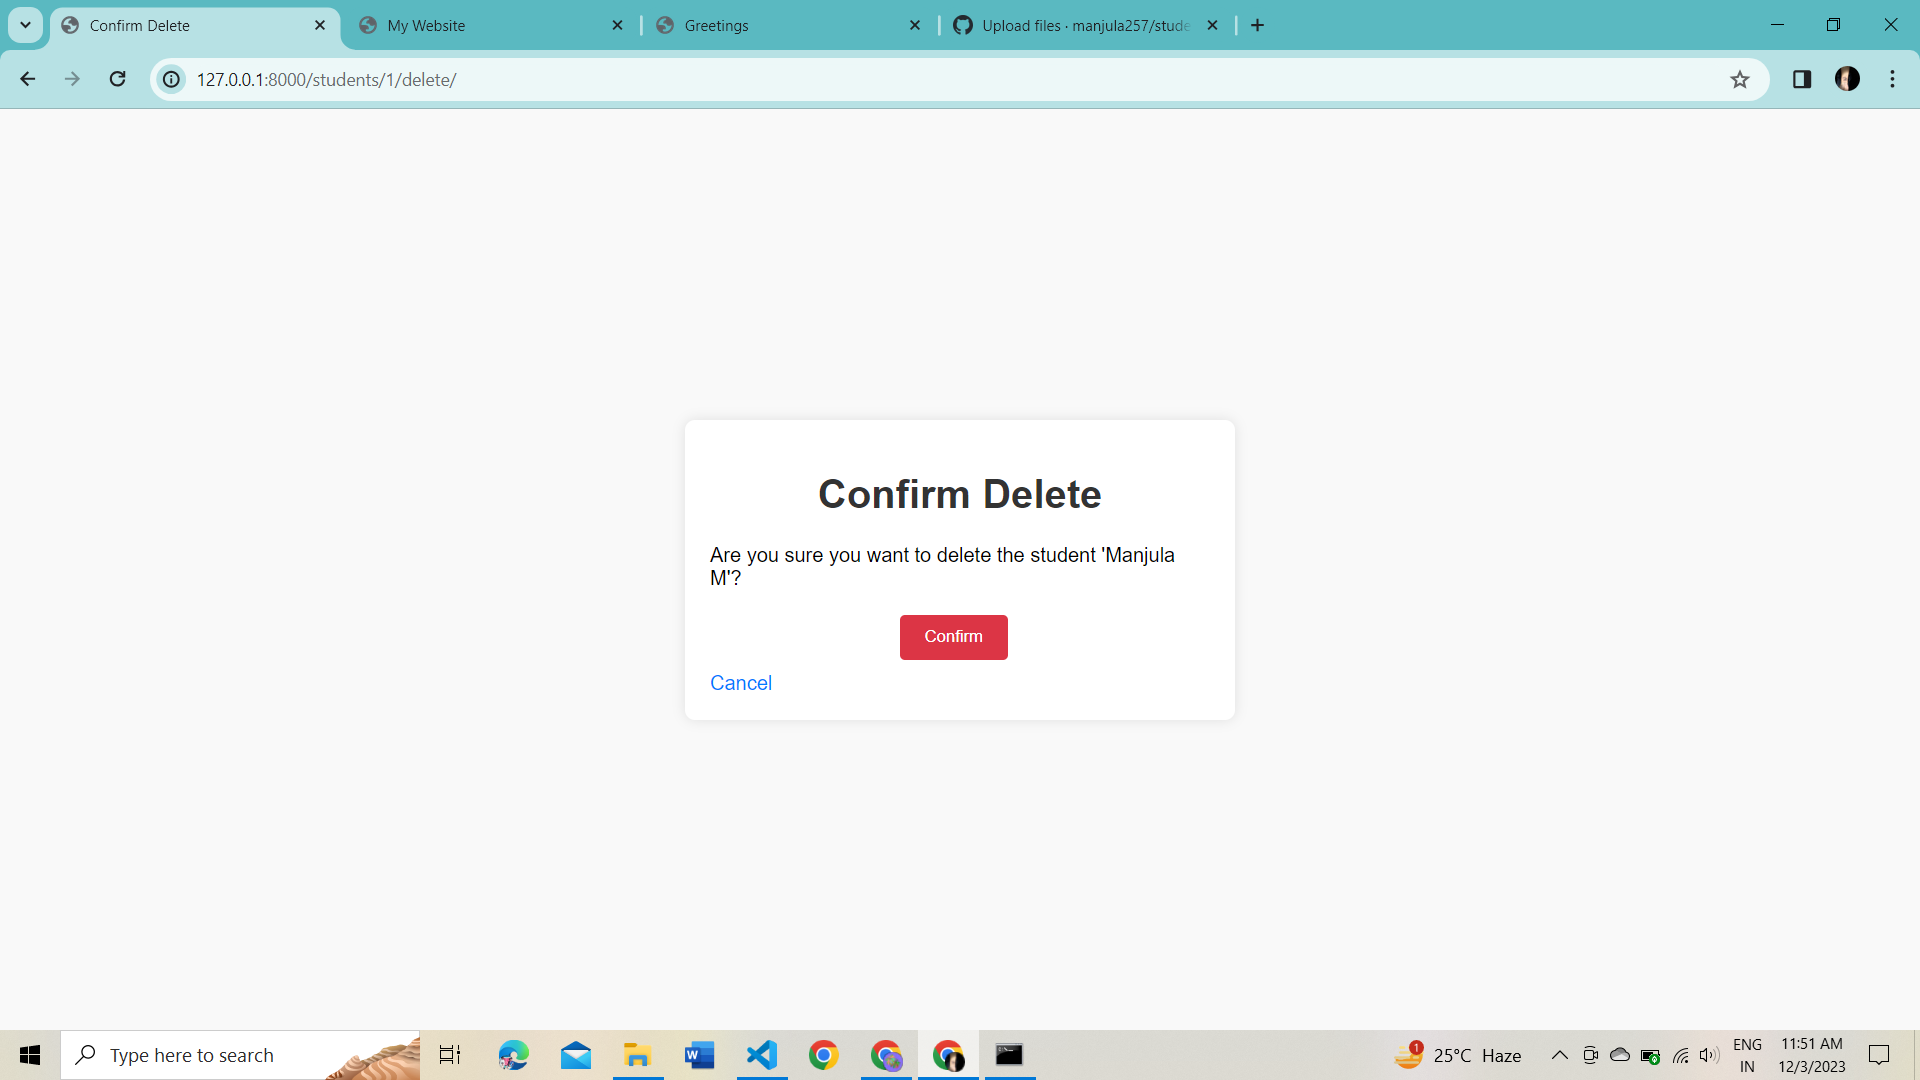 Confirm Delete
My Website
Greetings
Upload files · manjula257/stude
127.0.0.1:8000/students/1/delete/
Confirm Delete
Are you sure you want to delete the student 'Manjula
M'?
Confirm
Cancel
Type here to search
1
25°C Haze
ENG
IN
11:51 AM
12/3/2023